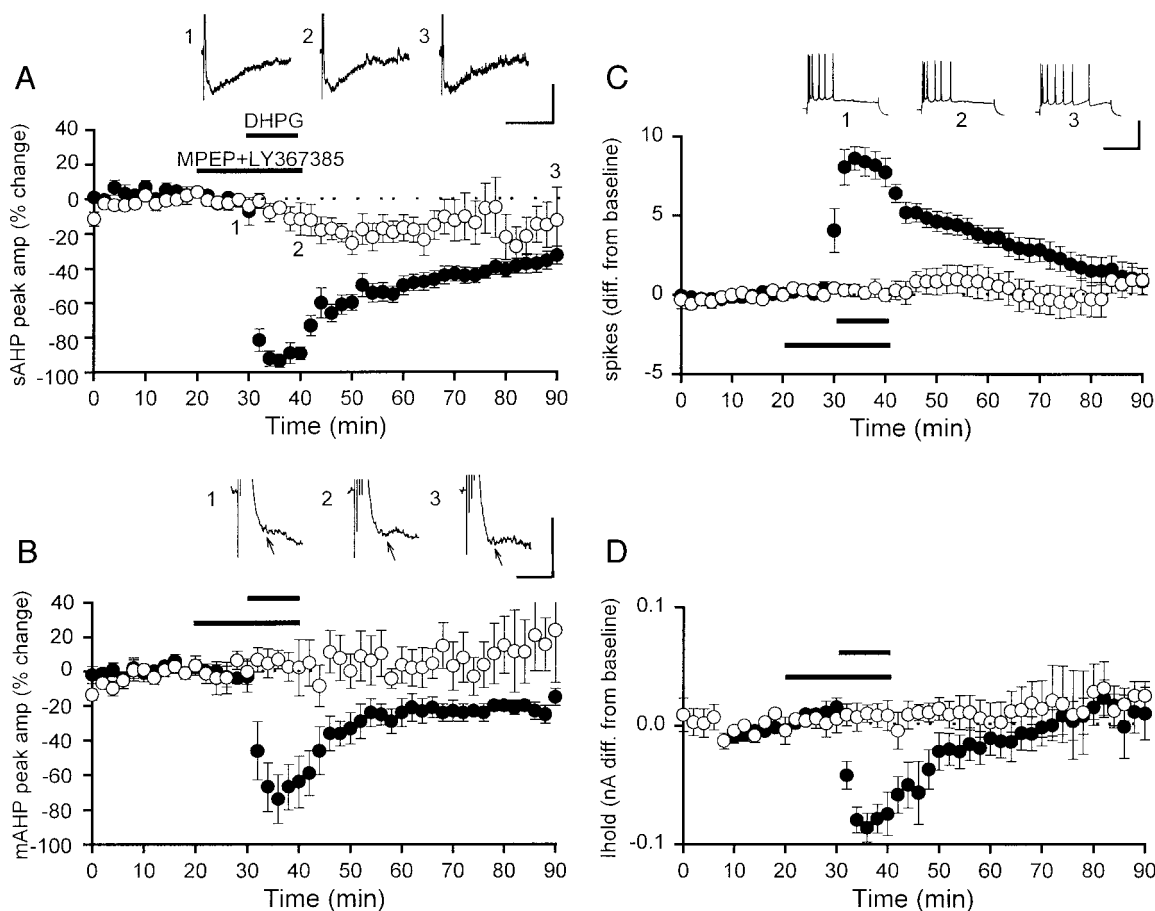 A
1
2
3
DHPG
MPEP+LY367385
sAHP peak amp (% change)
40
20
0
-20
-40
-60
-80
-100
1
2
3
0 10 20 30 40 50 60 70 80 90
Time (min)
B
1
2
3
mAHP peak amp (% change)
40
20
0
-20
-40
-60
-80
-100
0 10 20 30 40 50 60 70 80 90
Time (min)
C
1
2
3
spikes (diff. from baseline)
10
5
0
-5
0 10 20 30 40 50 60 70 80 90
Time (min)
D
Ihold (nA diff. from baseline)
0.1
0.0
-0.1
0 10 20 30 40 50 60 70 80 90
Time (min)